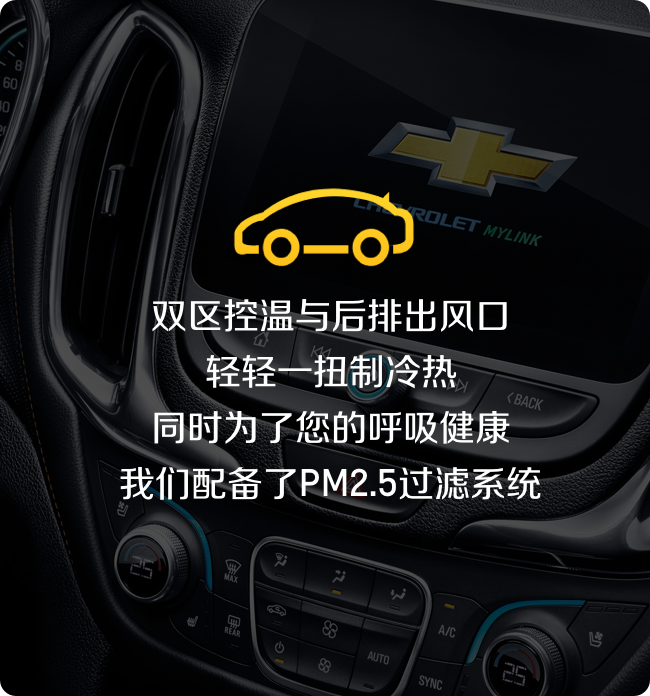 8
60
CHEVROLET MYLINK
双区控温与后排出风口
轻轻一扭制冷热
BACK
同时为了您的呼吸健康
我们配备了PM2.5过滤系统
25
MAX
REAR
A/C
AUTO
SYNC
25